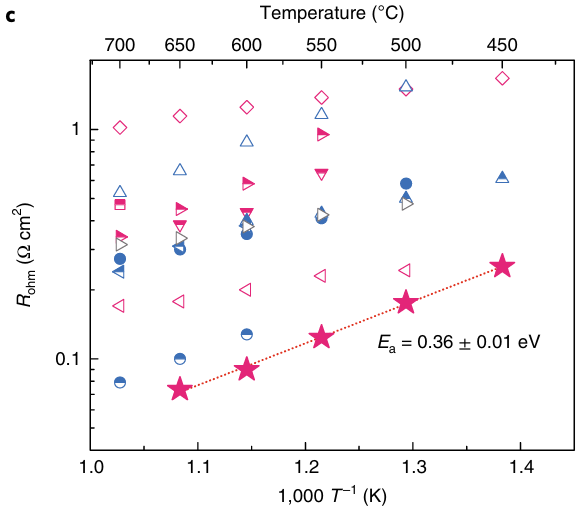 c
Temperature (°C)
700 650 600 550 500 450
1
0.1
R_ohm (Ω cm²)
E_a = 0.36 ± 0.01 eV
1.0 1.1 1.2 1.3 1.4
1,000 T⁻¹ (K)